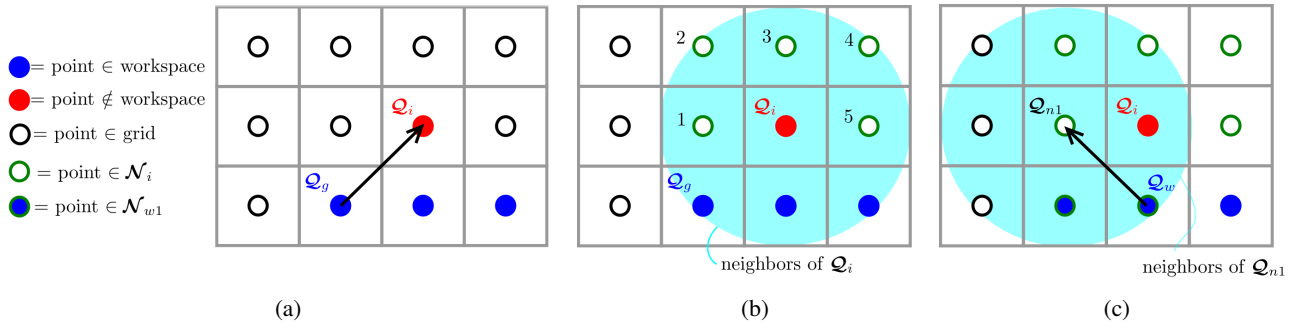 = point ∈ workspace
= point ∉ workspace
= point ∈ grid
= point ∈ 𝓝i
= point ∈ 𝓝w1
𝓠i
𝓠g
(a)
2 3 4
𝓠i
1 5
𝓠g
neighbors of 𝓠i
(b)
𝓠n1 𝓠i
𝓠w
neighbors of 𝓠n1
(c)